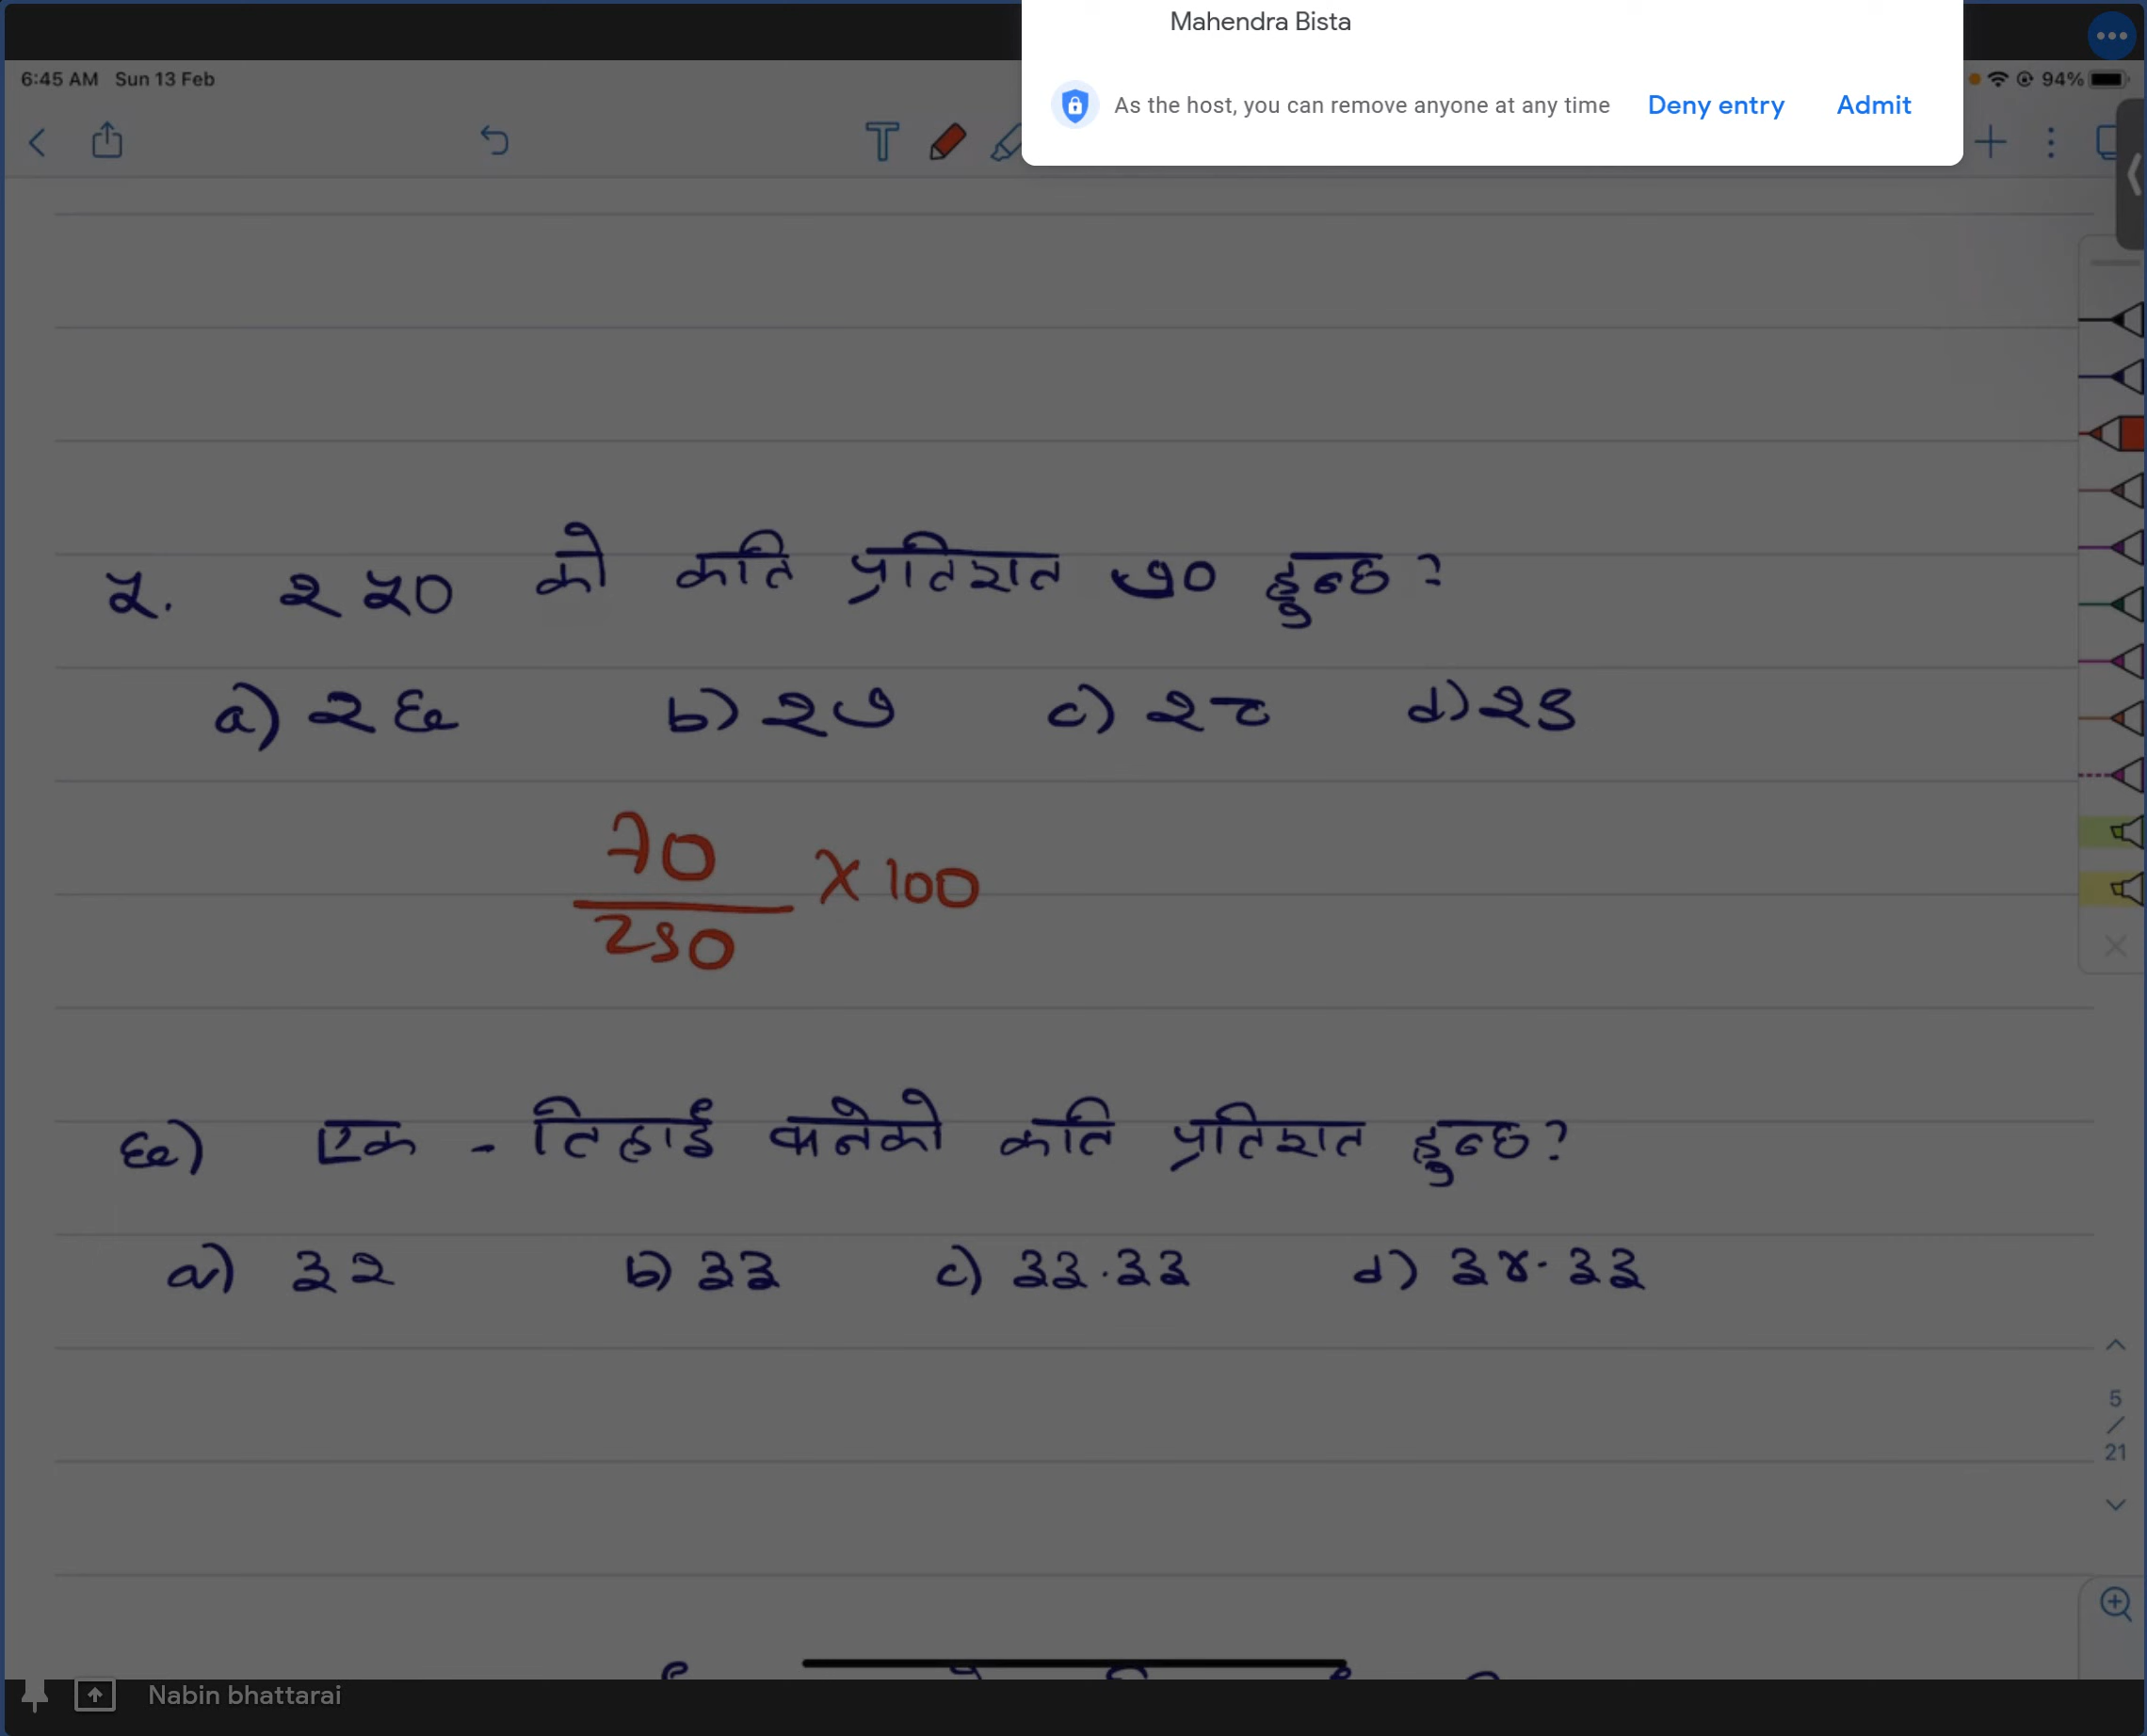 Mahendra Bista
As the host, you can remove anyone at any time Deny entry Admit
6:45 AM Sun 13 Feb 94%
T
५. २५० को कति प्रतिशत ७० हुन्छ ?
a) २६ b) २७ c) २८ d) २९
70
250 × 100
६) एक - तिहाई भनेको कति प्रतिशत हुन्छ ?
a) ३२ b) ३३ c) ३३.३३ d) ३४.३३
5
/
21
Nabin bhattarai